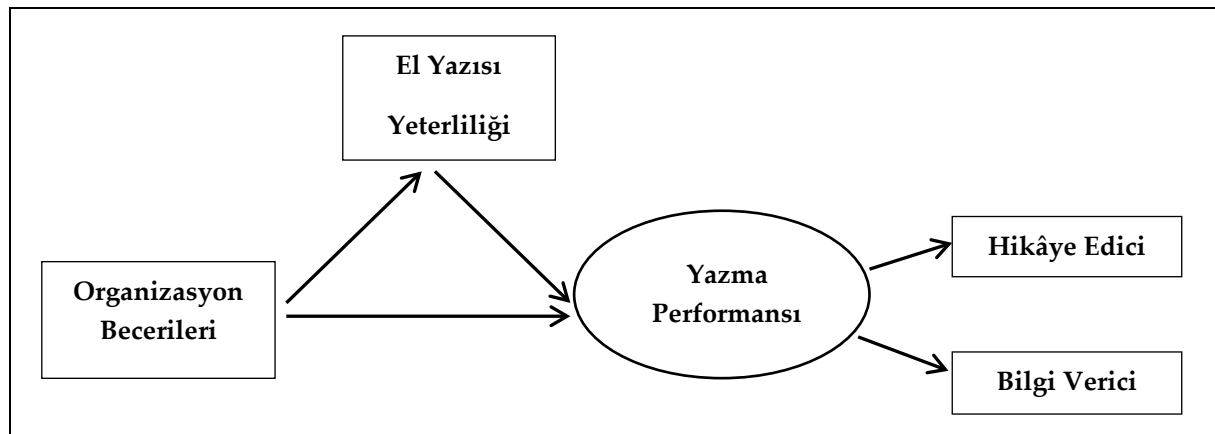 El Yazısı
Yeterliliği
Organizasyon
Becerileri
Yazma
Performansı
Hikâye Edici
Bilgi Verici